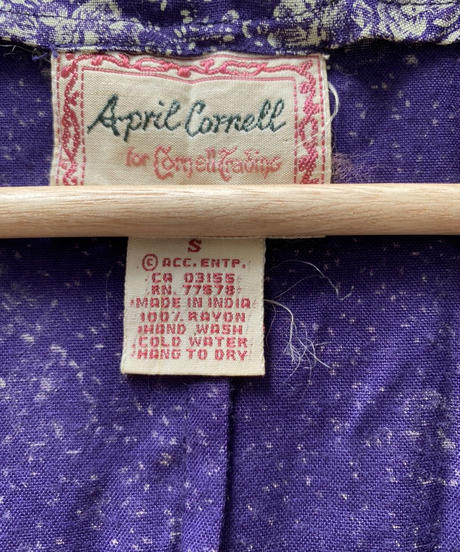 April Cornell
for Cornell Trading
S
© ACC. ENTP.
CA 03155
RN. 77578
MADE IN INDIA
100% RAYON
HAND WASH
COLD WATER
HANG TO DRY